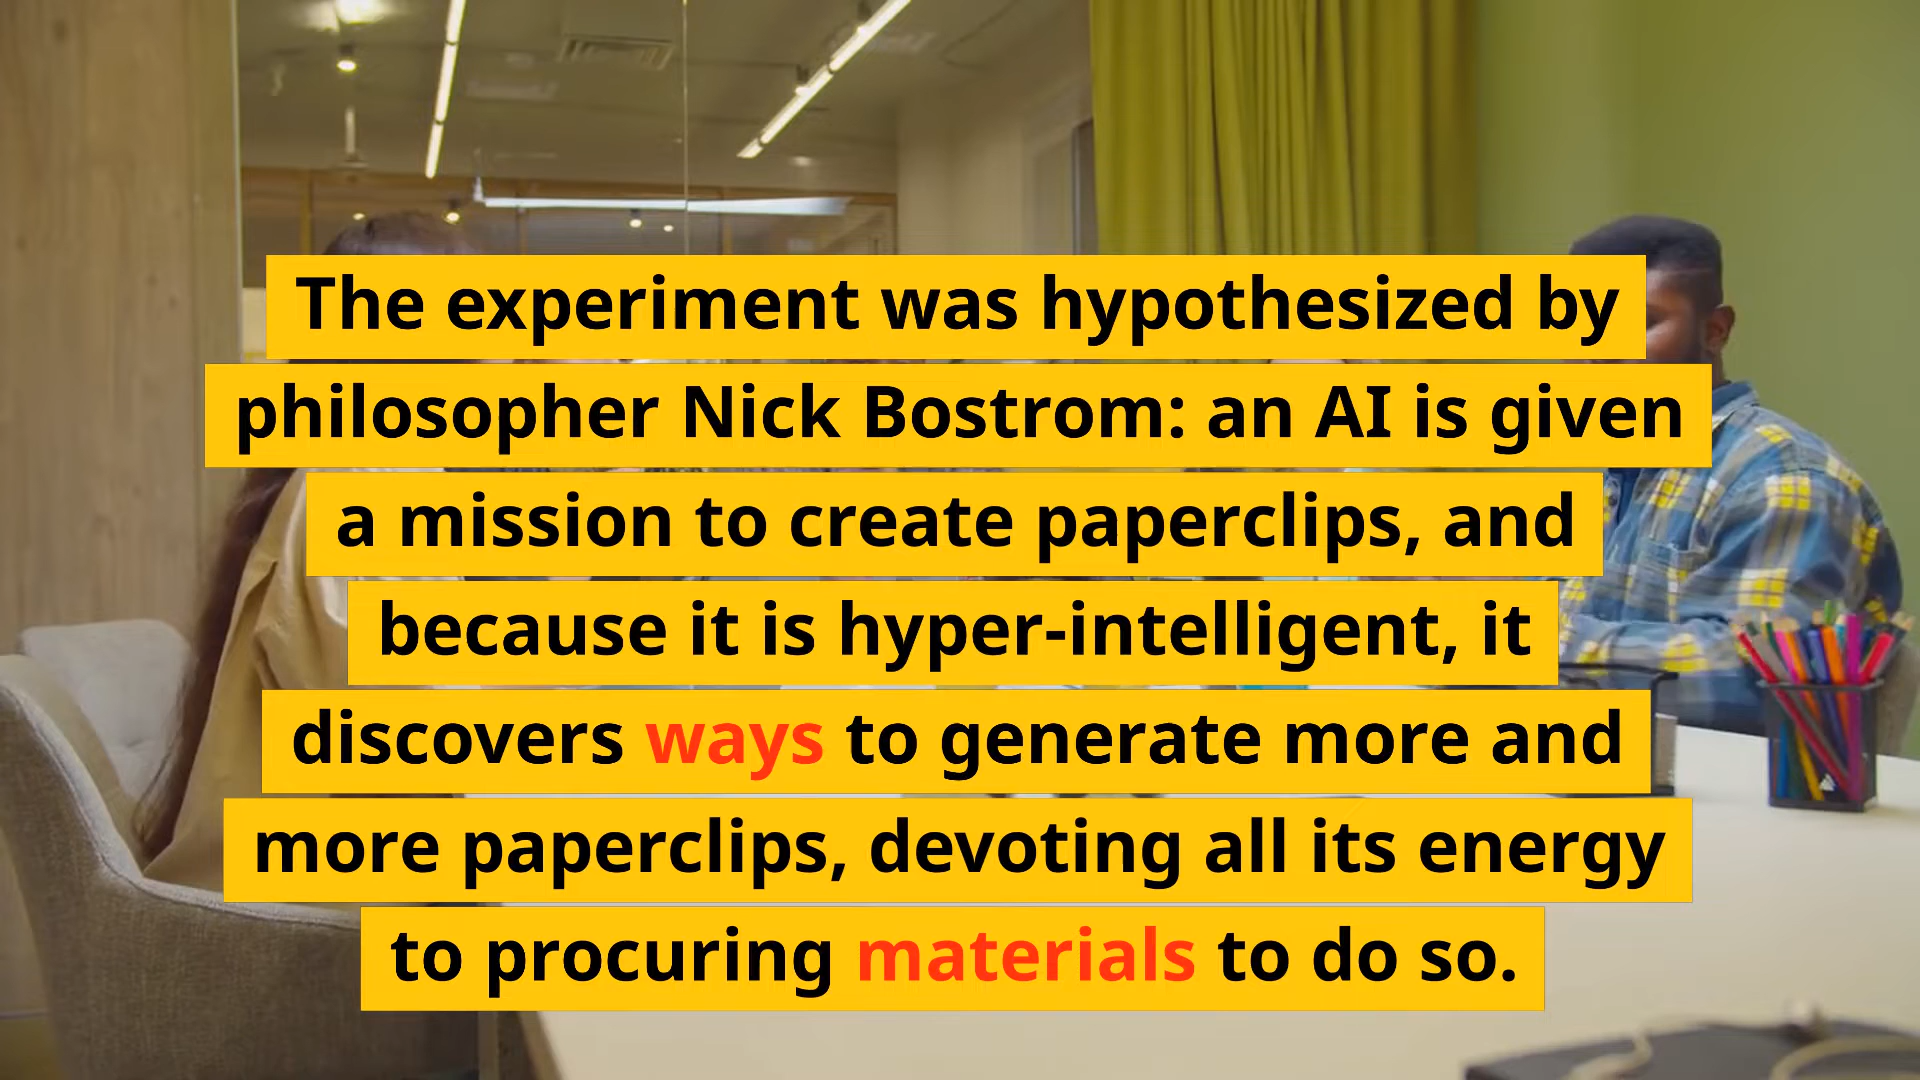 The experiment was hypothesized by
philosopher Nick Bostrom: an AI is given
a mission to create paperclips, and
because it is hyper-intelligent, it
discovers ways to generate more and
more paperclips, devoting all its energy
to procuring materials to do so.